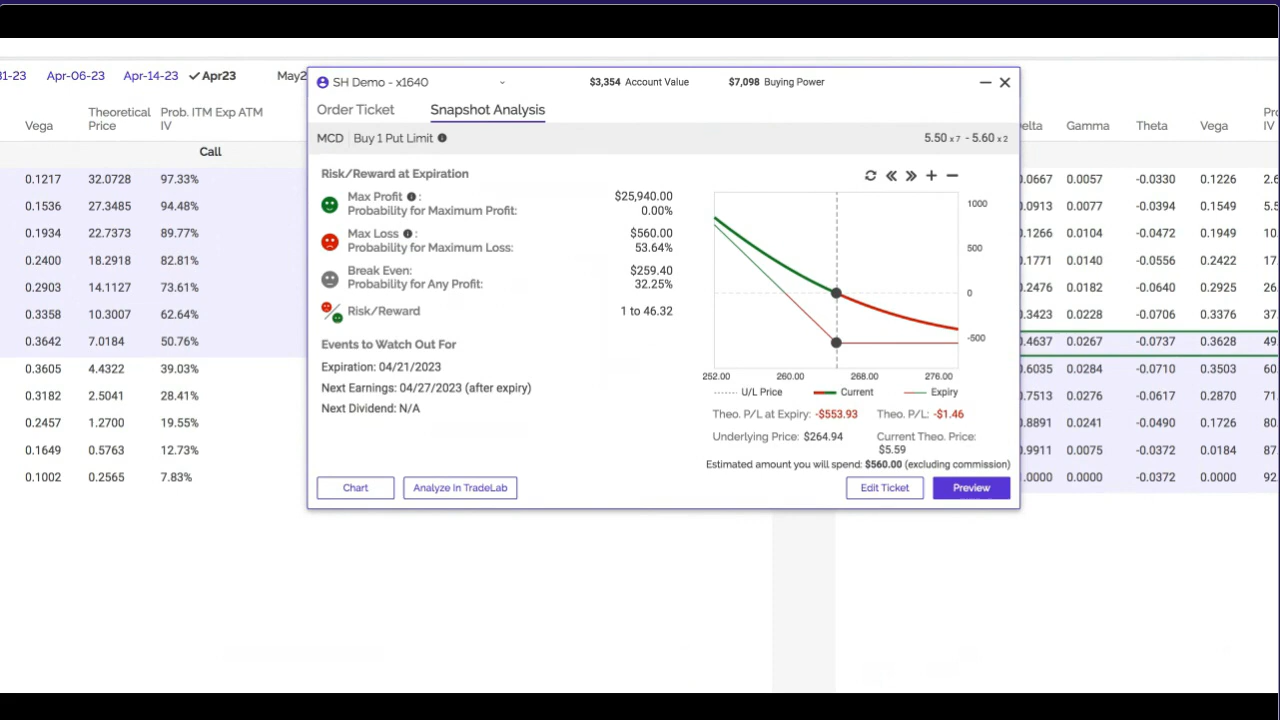 31-23 Apr-06-23 Apr-14-23 Apr23 May2
Vega Theoretical Price Prob. ITM Exp ATM IV
Call
0.1217 32.0728 97.33%
0.1536 27.3485 94.48%
0.1934 22.7373 89.77%
0.2400 18.2918 82.81%
0.2903 14.1127 73.61%
0.3358 10.3007 62.64%
0.3642 7.0184 50.76%
0.3605 4.4322 39.03%
0.3182 2.5041 28.41%
0.2457 1.2700 19.55%
0.1649 0.5763 12.73%
0.1002 0.2565 7.83%
SH Demo - x1640 $3,354 Account Value $7,098 Buying Power
Order Ticket Snapshot Analysis
MCD Buy 1 Put Limit 5.50 x 7 - 5.60 x 2
Risk/Reward at Expiration
Max Profit :
Probability for Maximum Profit:
$25,940.00
0.00%
Max Loss :
Probability for Maximum Loss:
$560.00
53.64%
Break Even:
Probability for Any Profit:
$259.40
32.25%
Risk/Reward 1 to 46.32
Events to Watch Out For
Expiration: 04/21/2023
Next Earnings: 04/27/2023 (after expiry)
Next Dividend: N/A
1000
500
0
-500
252.00 260.00 268.00 276.00
U/L Price Current Expiry
Theo. P/L at Expiry: -$553.93 Theo. P/L: -$1.46
Underlying Price: $264.94 Current Theo. Price: $5.59
Estimated amount you will spend: $560.00 (excluding commission)
Chart Analyze In TradeLab Edit Ticket Preview
elta Gamma Theta Vega Pro IV
.0667 0.0057 -0.0330 0.1226 2.6
.0913 0.0077 -0.0394 0.1549 5.5
.1266 0.0104 -0.0472 0.1949 10.
.1771 0.0140 -0.0556 0.2422 17.
.2476 0.0182 -0.0640 0.2925 26
.3423 0.0228 -0.0706 0.3376 37.
.4637 0.0267 -0.0737 0.3628 49.
.6035 0.0284 -0.0710 0.3503 60.
.7513 0.0276 -0.0617 0.2870 71.
.8891 0.0241 -0.0490 0.1726 80.
.9911 0.0075 -0.0372 0.0184 87.
.0000 0.0000 -0.0372 0.0000 92.